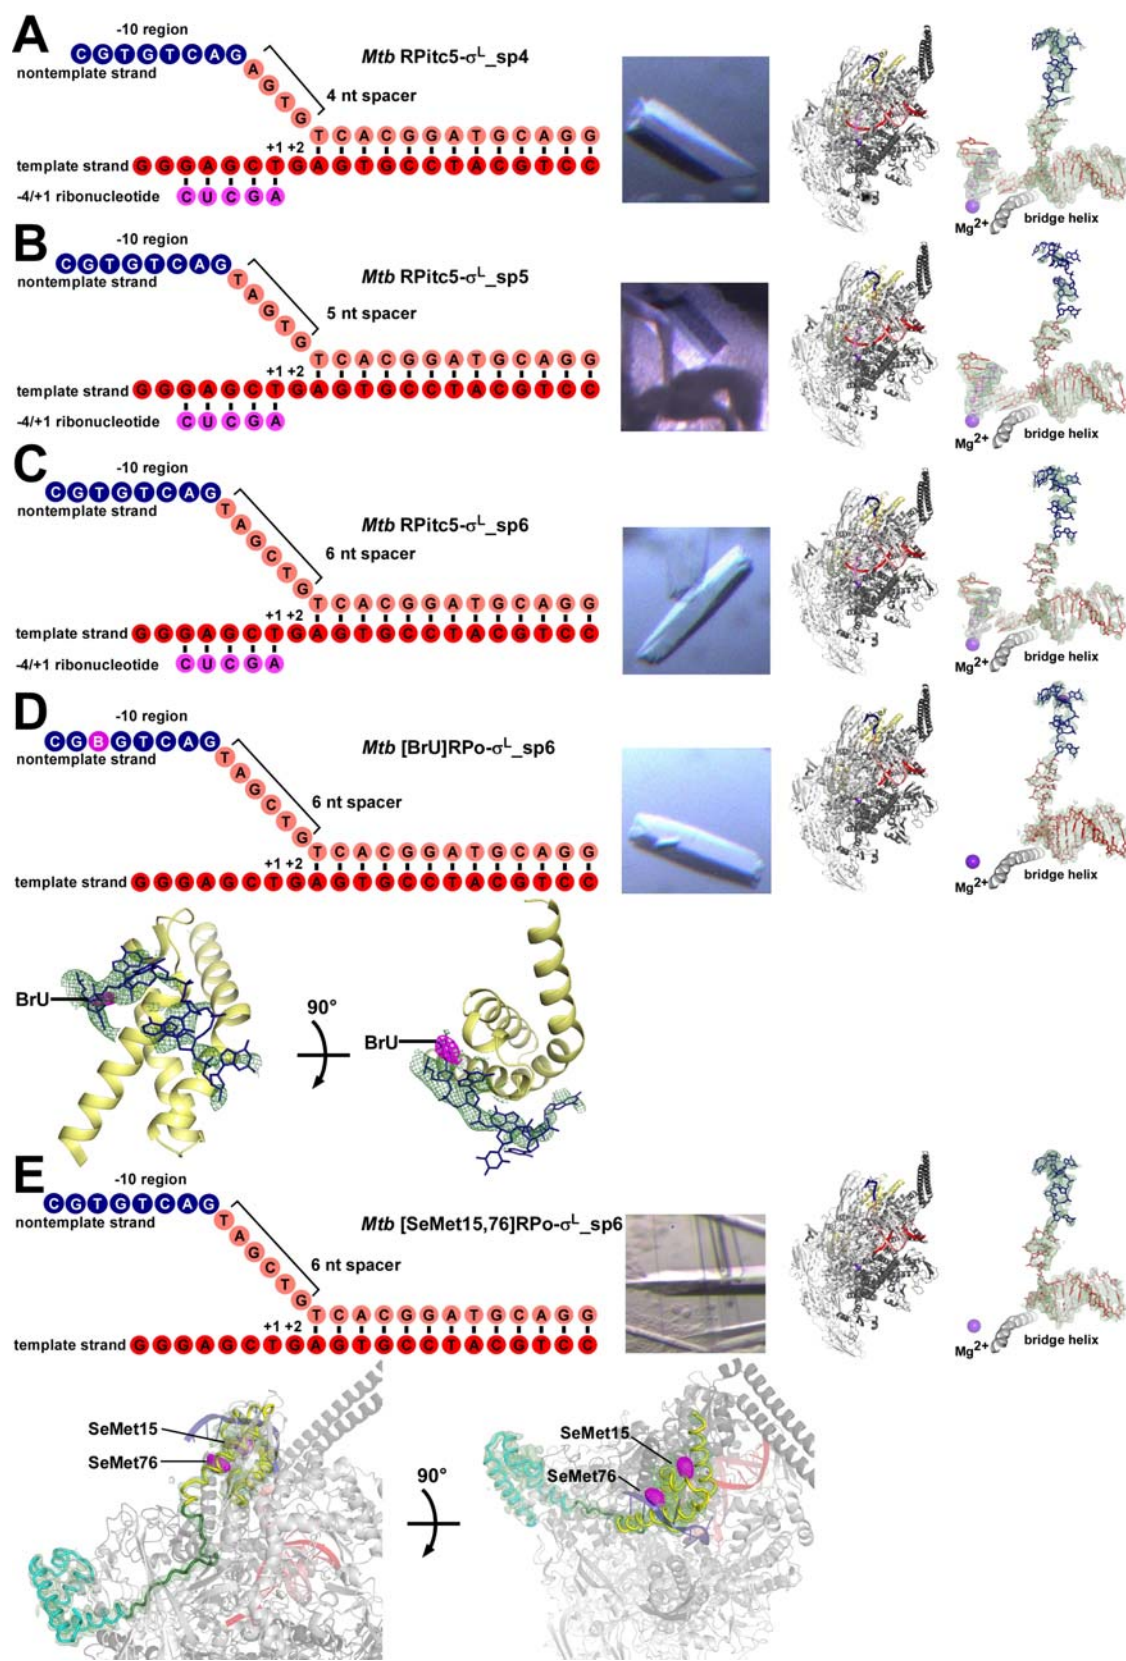 A
-10 region
CGTGTCAG
nontemplate strand
Mtb RPitc5-σL_sp4
AGTG
4 nt spacer
+1 +2
TCACGGATGCAGG
template strand GGGAGCTGAGTGCCTACGTCC
-4/+1 ribonucleotide CUCGA
Mg2+
bridge helix
B
-10 region
CGTGTCAG
nontemplate strand
Mtb RPitc5-σL_sp5
TAGTG
5 nt spacer
+1 +2
TCACGGATGCAGG
template strand GGGAGCTGAGTGCCTACGTCC
-4/+1 ribonucleotide CUCGA
Mg2+
bridge helix
C
-10 region
CGTGTCAG
nontemplate strand
Mtb RPitc5-σL_sp6
TAGCTG
6 nt spacer
+1 +2
TCACGGATGCAGG
template strand GGGAGCTGAGTGCCTACGTCC
-4/+1 ribonucleotide CUCGA
Mg2+
bridge helix
D
-10 region
CGBGTCAG
nontemplate strand
Mtb [BrU]RPo-σL_sp6
TAGCTG
6 nt spacer
+1 +2
TCACGGATGCAGG
template strand GGGAGCTGAGTGCCTACGTCC
Mg2+
bridge helix
BrU
90°
BrU
E
-10 region
CGTGTCAG
nontemplate strand
Mtb [SeMet15,76]RPo-σL_sp6
TAGCTG
6 nt spacer
+1 +2
TCACGGATGCAGG
template strand GGGAGCTGAGTGCCTACGTCC
Mg2+
bridge helix
SeMet15
SeMet76
90°
SeMet15
SeMet76